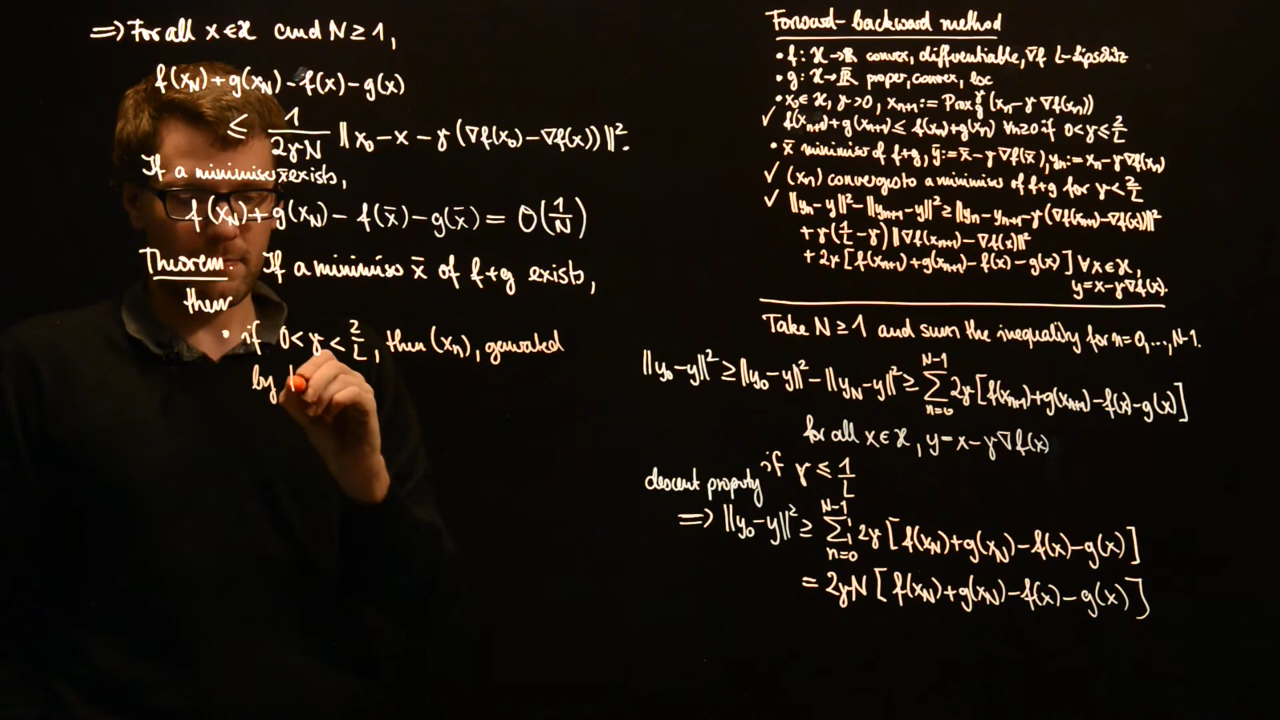 ⇒ For all x ∈ 𝓗 and N ≥ 1,
f(x_N) + g(x_N) − f(x) − g(x)
≤ 1/(2γN) ‖x₀ − x − γ(∇f(x₀) − ∇f(x))‖².
If a minimiser x̄ exists,
f(x_N) + g(x_N) − f(x̄) − g(x̄) = O(1/N)
Theorem. If a minimiser x̄ of f+g exists,
then
• if 0 < γ < 2/L, then (x_n), generated
by
Forward-backward method
• f: 𝓗 → ℝ convex, differentiable, ∇f L-Lipschitz
• g: 𝓗 → ℝ̄ proper, convex, lsc
• x₀ ∈ 𝓗, γ > 0, x_{n+1} := Prox_g^γ(x_n − γ∇f(x_n))
✓ f(x_{n+1}) + g(x_{n+1}) ≤ f(x_n) + g(x_n) ∀n≥0 if 0 < γ ≤ 2/L
• x̄ minimiser of f+g, ȳ := x̄ − γ∇f(x̄), y_n := x_n − γ∇f(x_n)
✓ (x_n) converges to a minimiser of f+g for γ < 2/L
✓ ‖y_n − y‖² − ‖y_{n+1} − y‖² ≥ ‖y_n − y_{n+1} − γ(∇f(x_{n+1}) − ∇f(x))‖²
+ γ(1/L − γ)‖∇f(x_{n+1}) − ∇f(x)‖²
+ 2γ[f(x_{n+1}) + g(x_{n+1}) − f(x) − g(x)] ∀x ∈ 𝓗,
y = x − γ∇f(x).
Take N ≥ 1 and sum the inequality for n = 0, ..., N−1.
‖y₀ − y‖² ≥ ‖y₀ − y‖² − ‖y_N − y‖² ≥ ∑_{n=0}^{N−1} 2γ[f(x_{n+1}) + g(x_{n+1}) − f(x) − g(x)]
for all x ∈ 𝓗, y = x − γ∇f(x)
descent property if γ ≤ 1/L
⇒ ‖y₀ − y‖² ≥ ∑_{n=0}^{N−1} 2γ[f(x_N) + g(x_N) − f(x) − g(x)]
= 2γN[f(x_N) + g(x_N) − f(x) − g(x)]